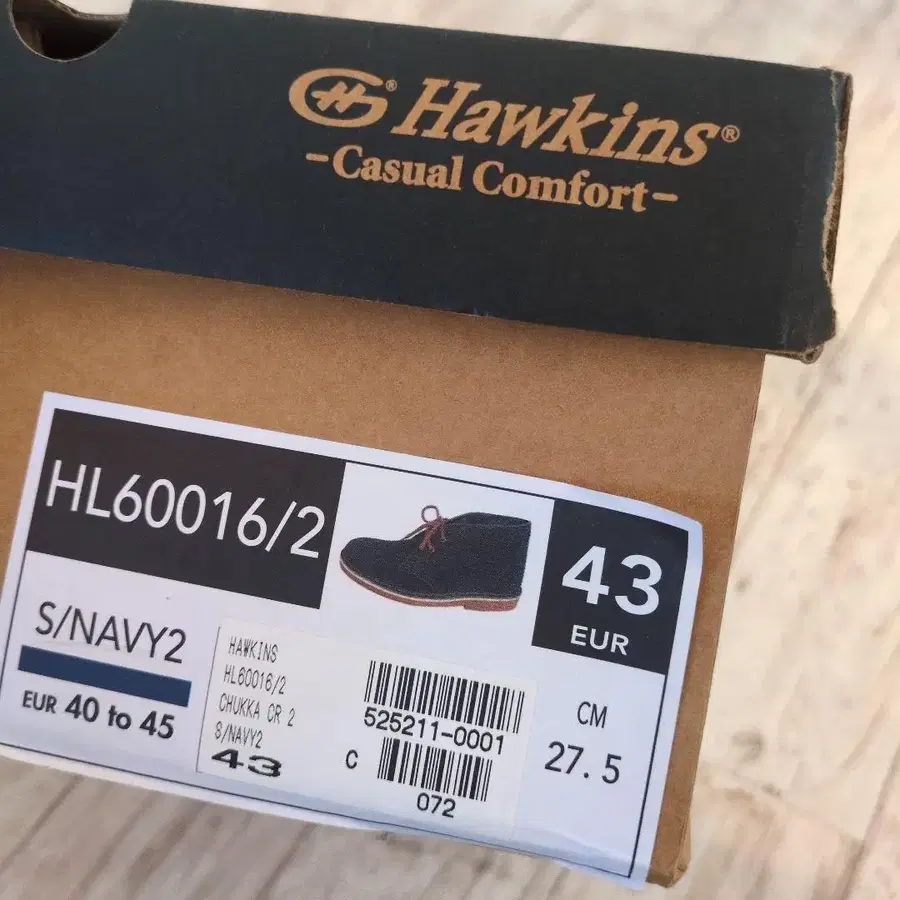 Hawkins®
-Casual Comfort-
HL60016/2
43
EUR
S/NAVY2
EUR 40 to 45
HAWKINS
HL60016/2
CHUKKA CR 2
S/NAVY2
43
525211-0001
C
072
CM
27.5